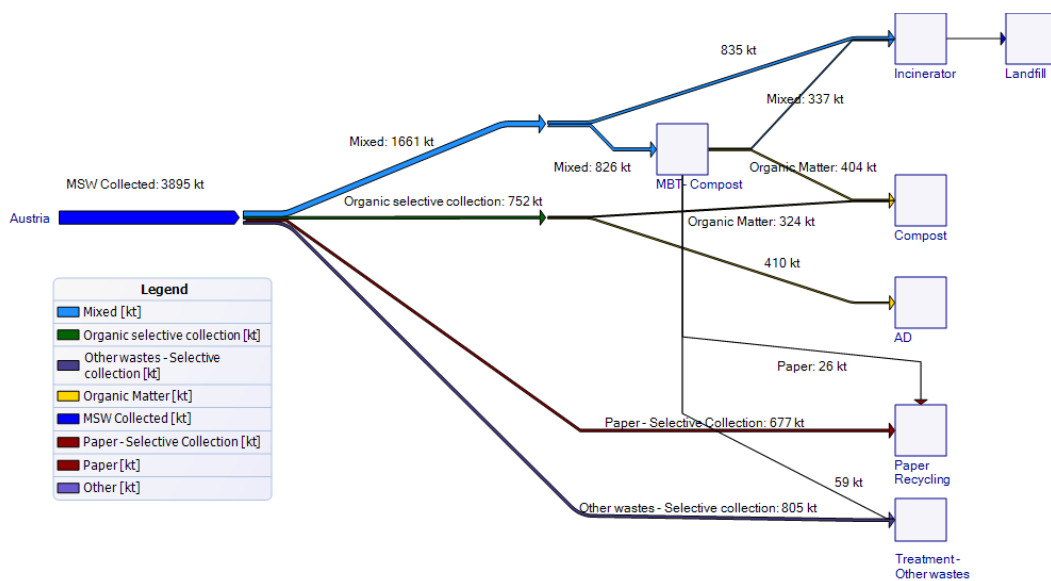 835 kt
Incinerator
Landfill
Mixed: 337 kt
Mixed: 1661 kt
Mixed: 826 kt
MBT- Compost
Organic Matter: 404 kt
MSW Collected: 3895 kt
Organic selective collection: 752 kt
Austria
Organic Matter: 324 kt
Compost
410 kt
AD
Legend
Mixed [kt]
Organic selective collection [kt]
Other wastes - Selective
collection [kt]
Organic Matter [kt]
MSW Collected [kt]
Paper - Selective Collection [kt]
Paper [kt]
Other [kt]
Paper: 26 kt
Paper - Selective Collection: 677 kt
Paper
Recycling
59 kt
Other wastes - Selective collection: 805 kt
Treatment -
Other wastes